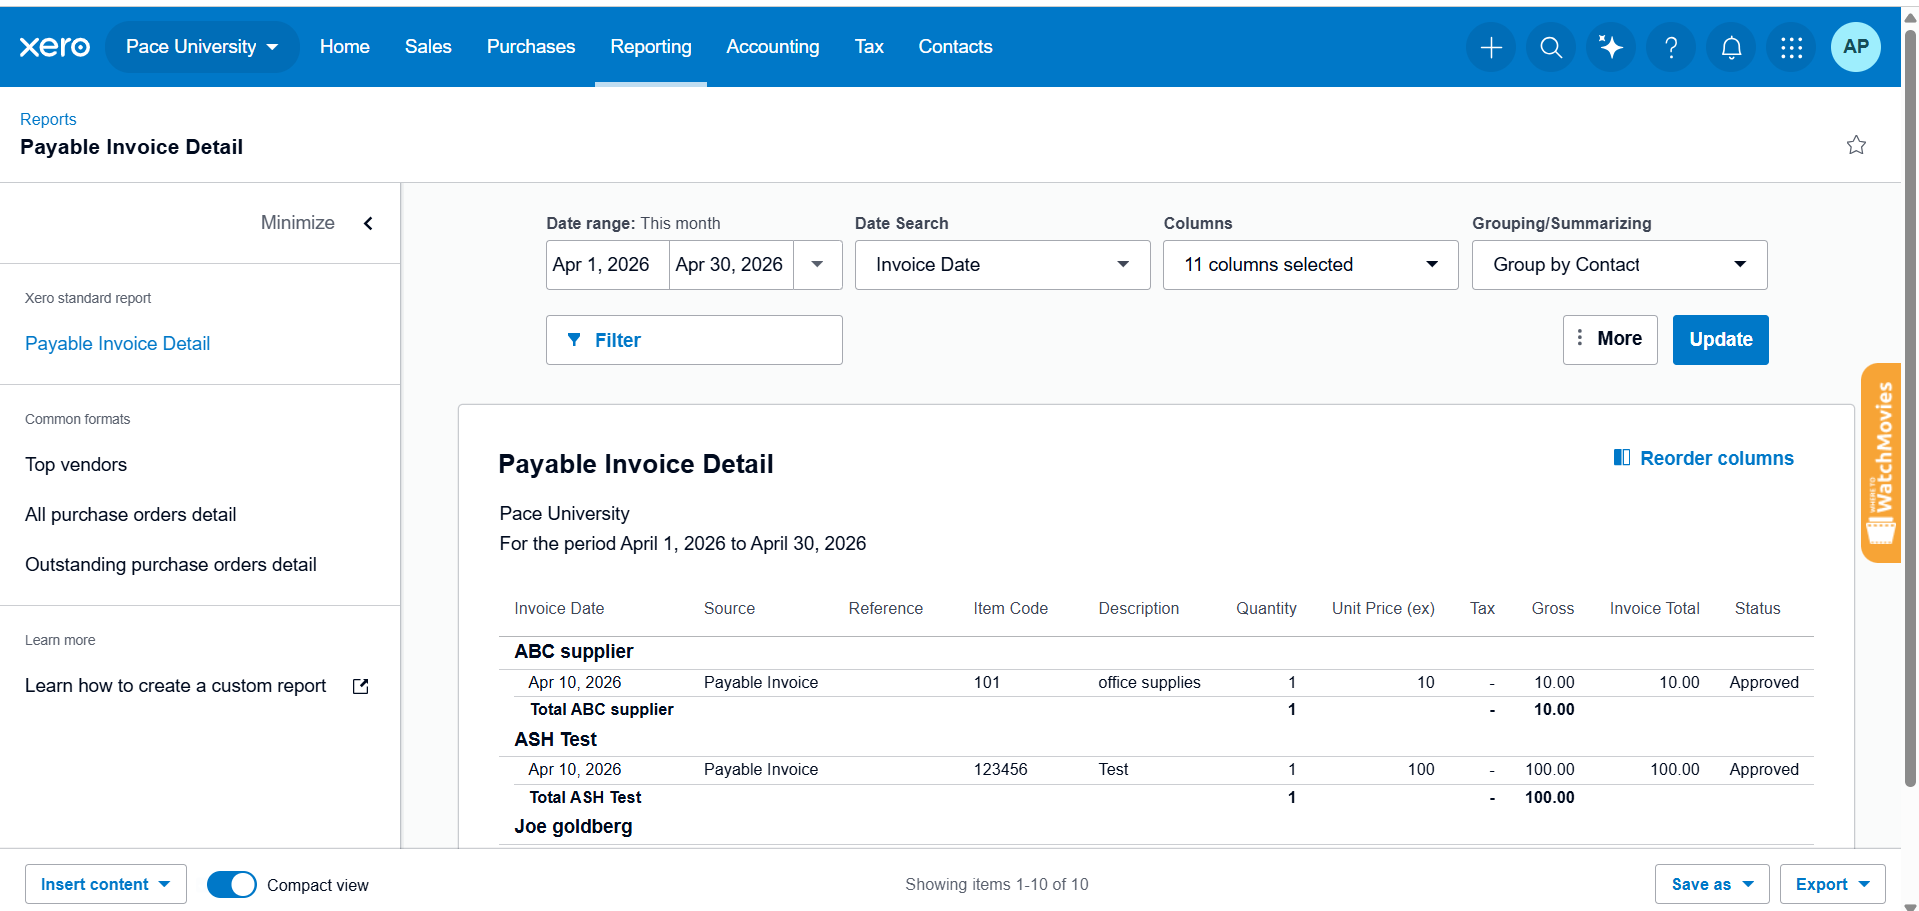 xero Pace University Home Sales Purchases Reporting Accounting Tax Contacts AP
Reports
Payable Invoice Detail
Minimize
Xero standard report
Payable Invoice Detail
Common formats
Top vendors
All purchase orders detail
Outstanding purchase orders detail
Learn more
Learn how to create a custom report
Date range: This month
Apr 1, 2026 Apr 30, 2026
Date Search
Invoice Date
Columns
11 columns selected
Grouping/Summarizing
Group by Contact
Filter
More
Update
Payable Invoice Detail
Reorder columns
Pace University
For the period April 1, 2026 to April 30, 2026
Invoice Date Source Reference Item Code Description Quantity Unit Price (ex) Tax Gross Invoice Total Status
ABC supplier
Apr 10, 2026 Payable Invoice 101 office supplies 1 10 - 10.00 10.00 Approved
Total ABC supplier 1 - 10.00
ASH Test
Apr 10, 2026 Payable Invoice 123456 Test 1 100 - 100.00 100.00 Approved
Total ASH Test 1 - 100.00
Joe goldberg
WHERE TO
WatchMovies
Insert content
Compact view
Showing items 1-10 of 10
Save as
Export